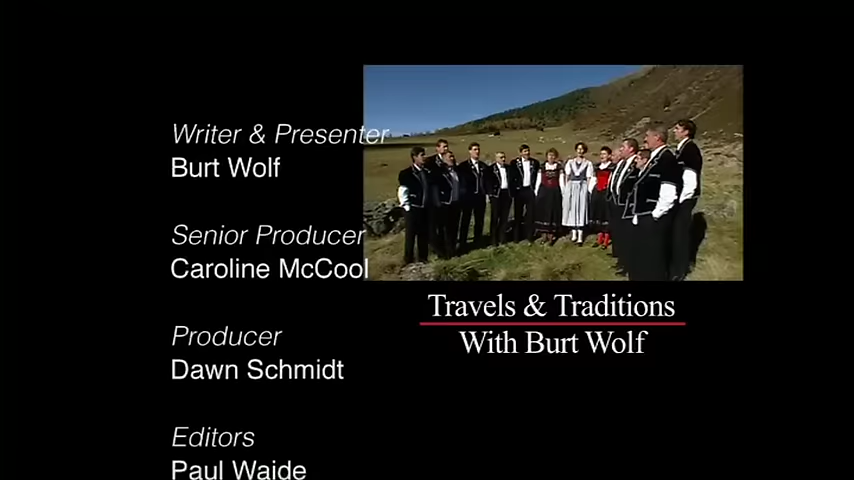 Writer & Presenter
Burt Wolf
Senior Producer
Caroline McCool
Producer
Dawn Schmidt
Editors
Paul Waide
Travels & Traditions
With Burt Wolf